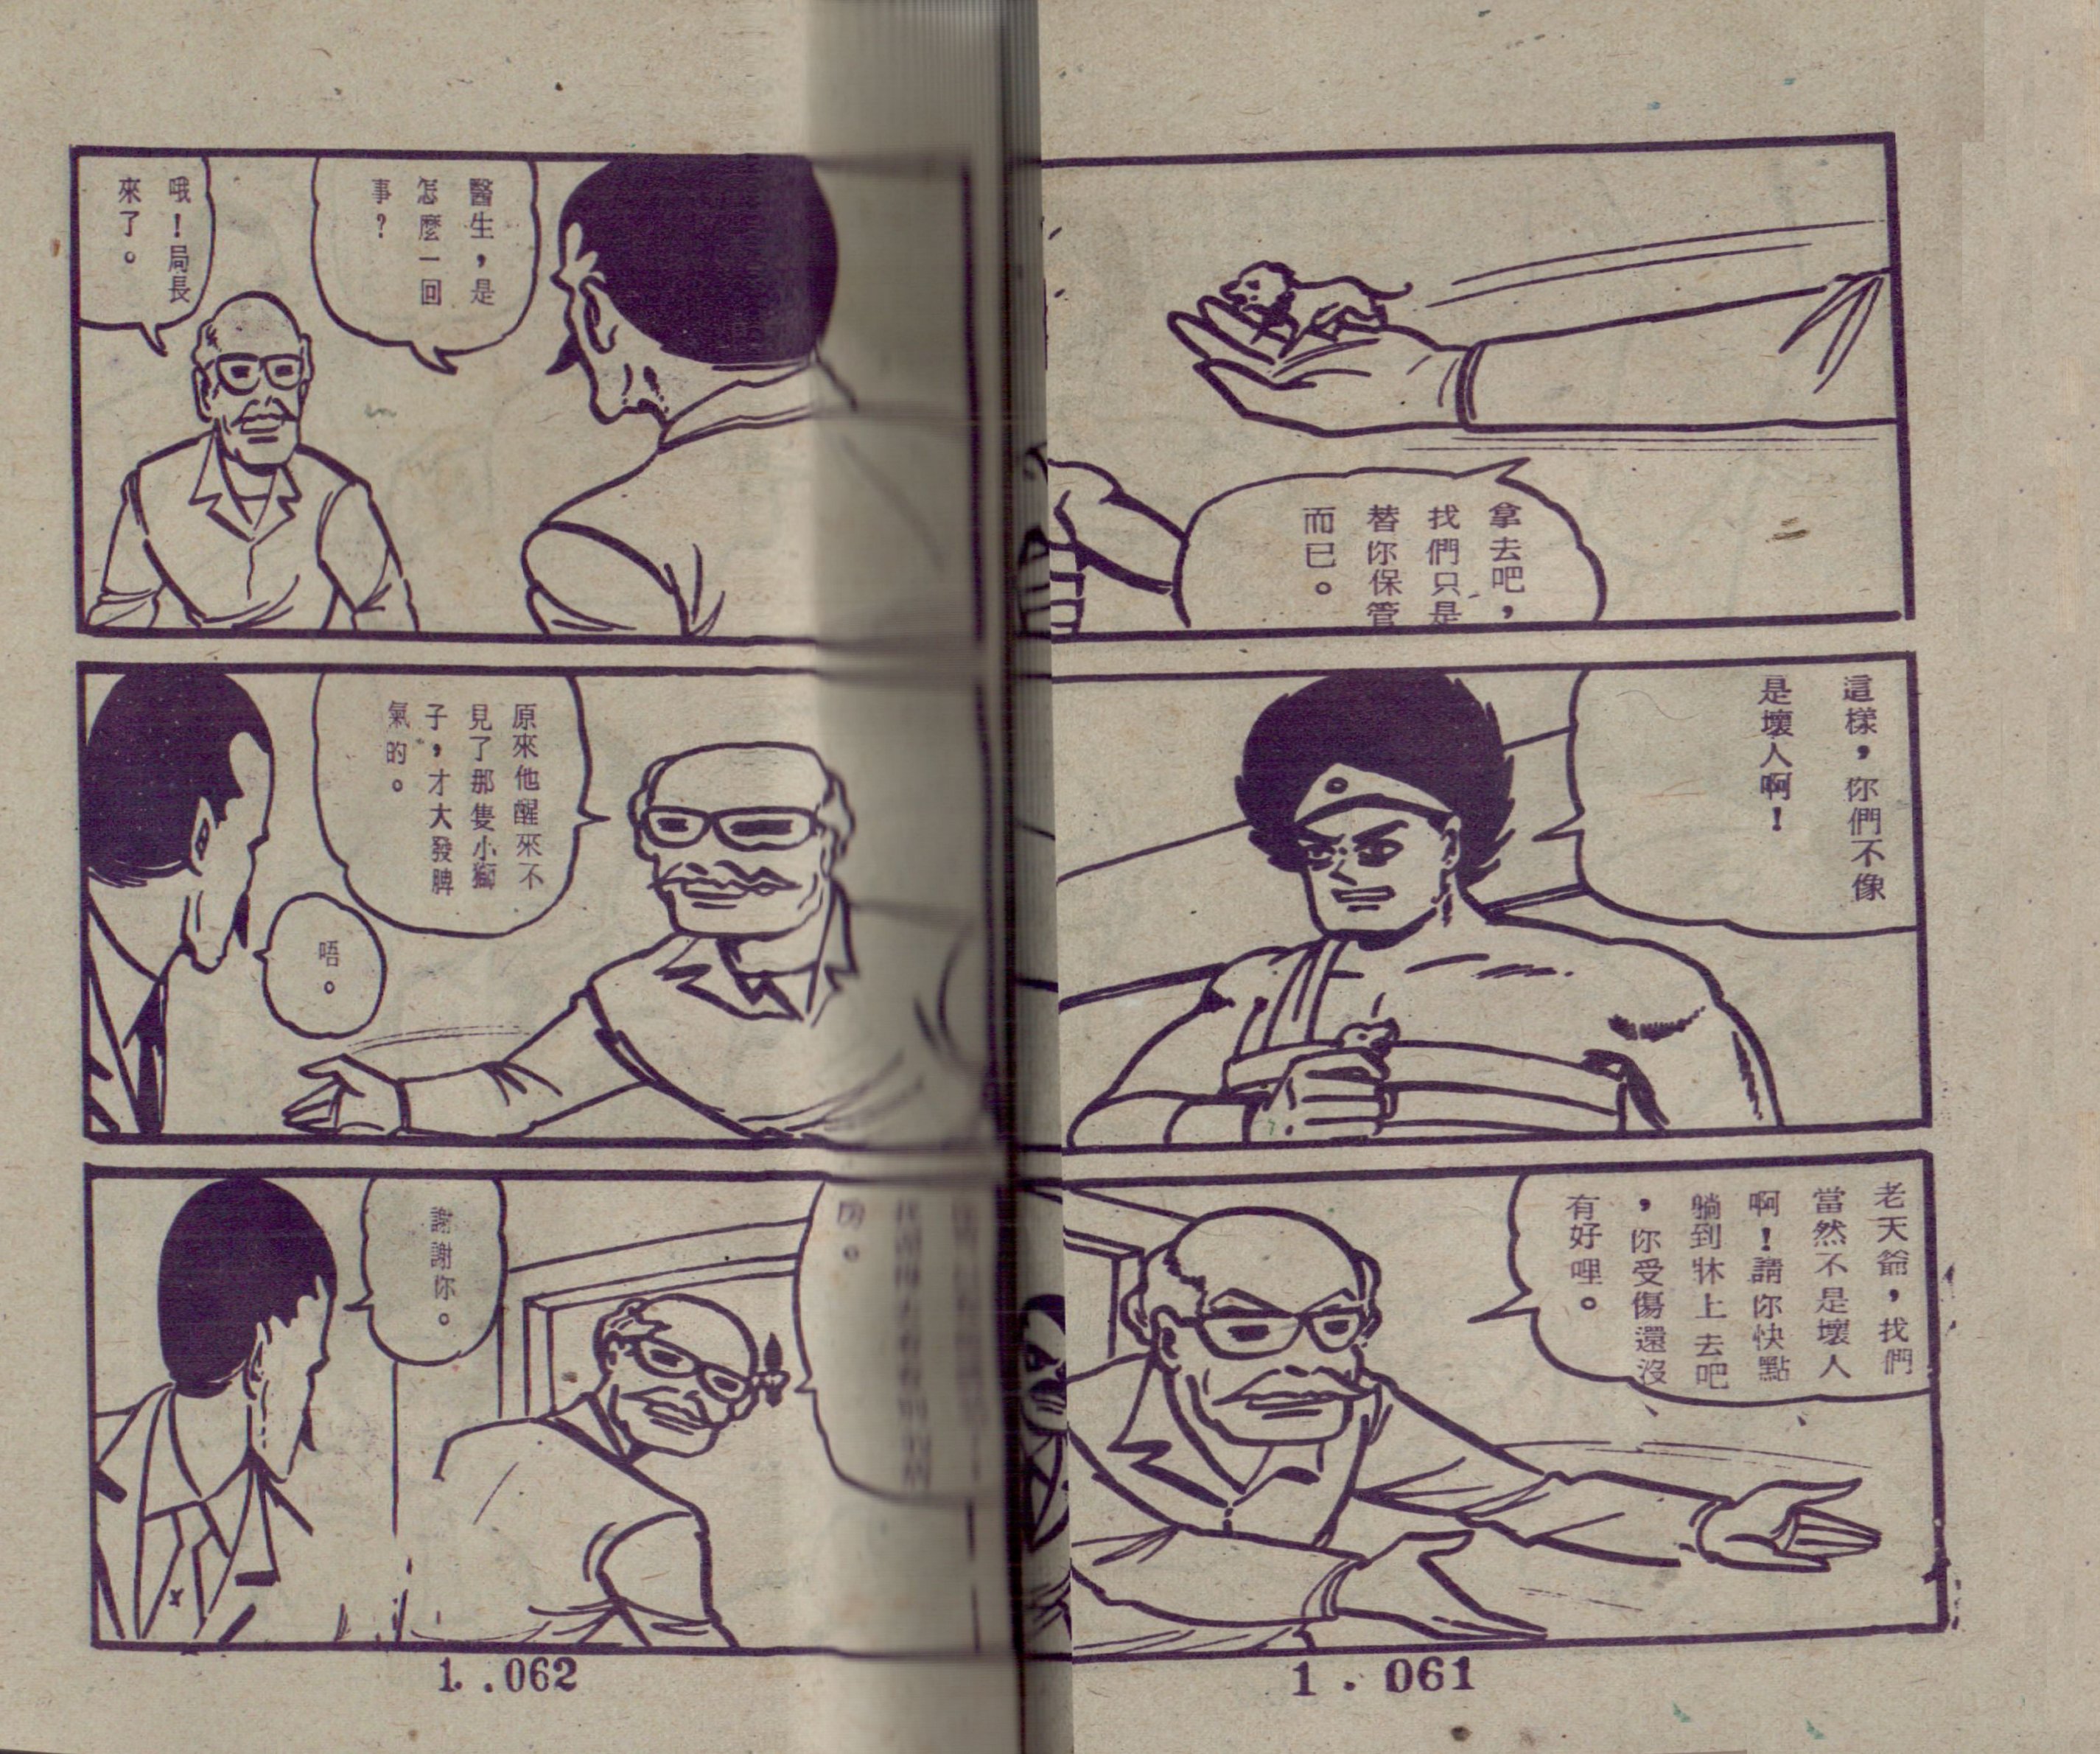 拿去吧，
找們只是
替你保管
而已。
這樣，你們不像
是壞人啊！
老天爺，找們
當然不是壞人
啊！請你快點
躺到牀上去吧
，你受傷還沒
有好哩。
1．061
醫生，是
怎麼一回
事？
哦！局長
來了。
原來他醒來不
見了那隻小獅
子，才大發脾
氣的。
唔。
謝謝你。
1．062